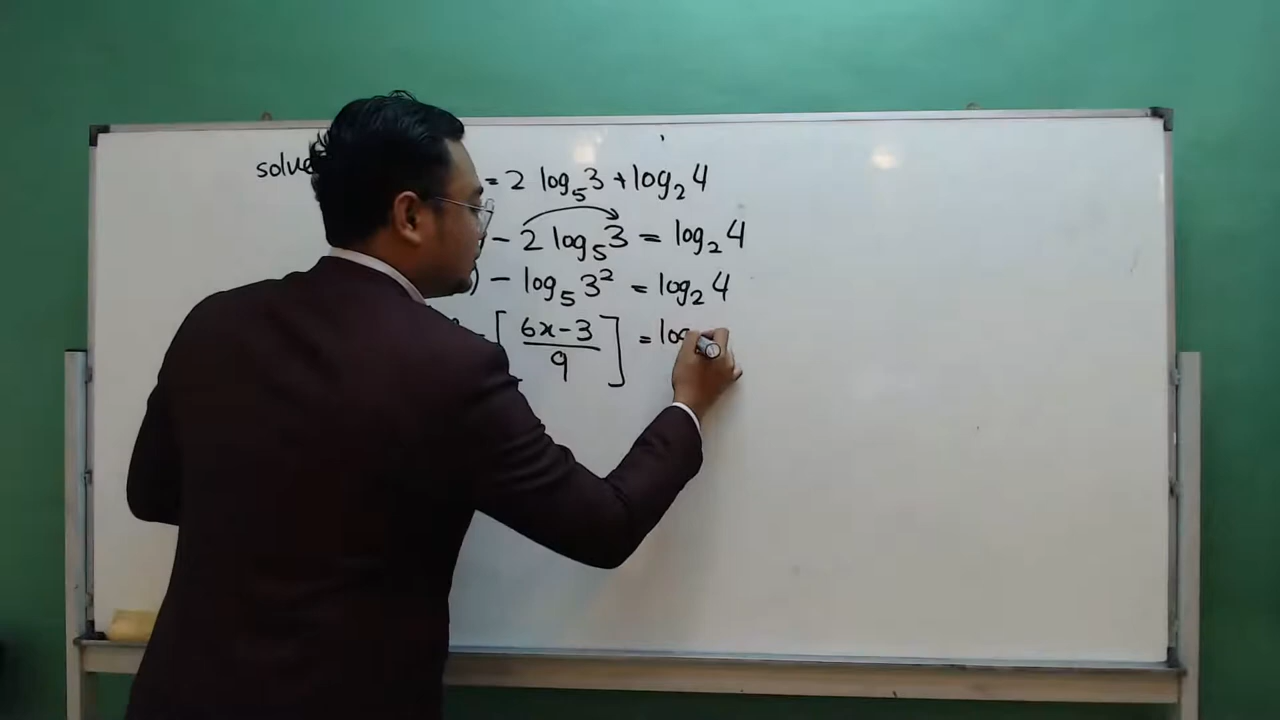 solve = 2 log₅3 + log₂4
) - 2 log₅3 = log₂4
) - log₅3² = log₂4
[6x-3/9] = log